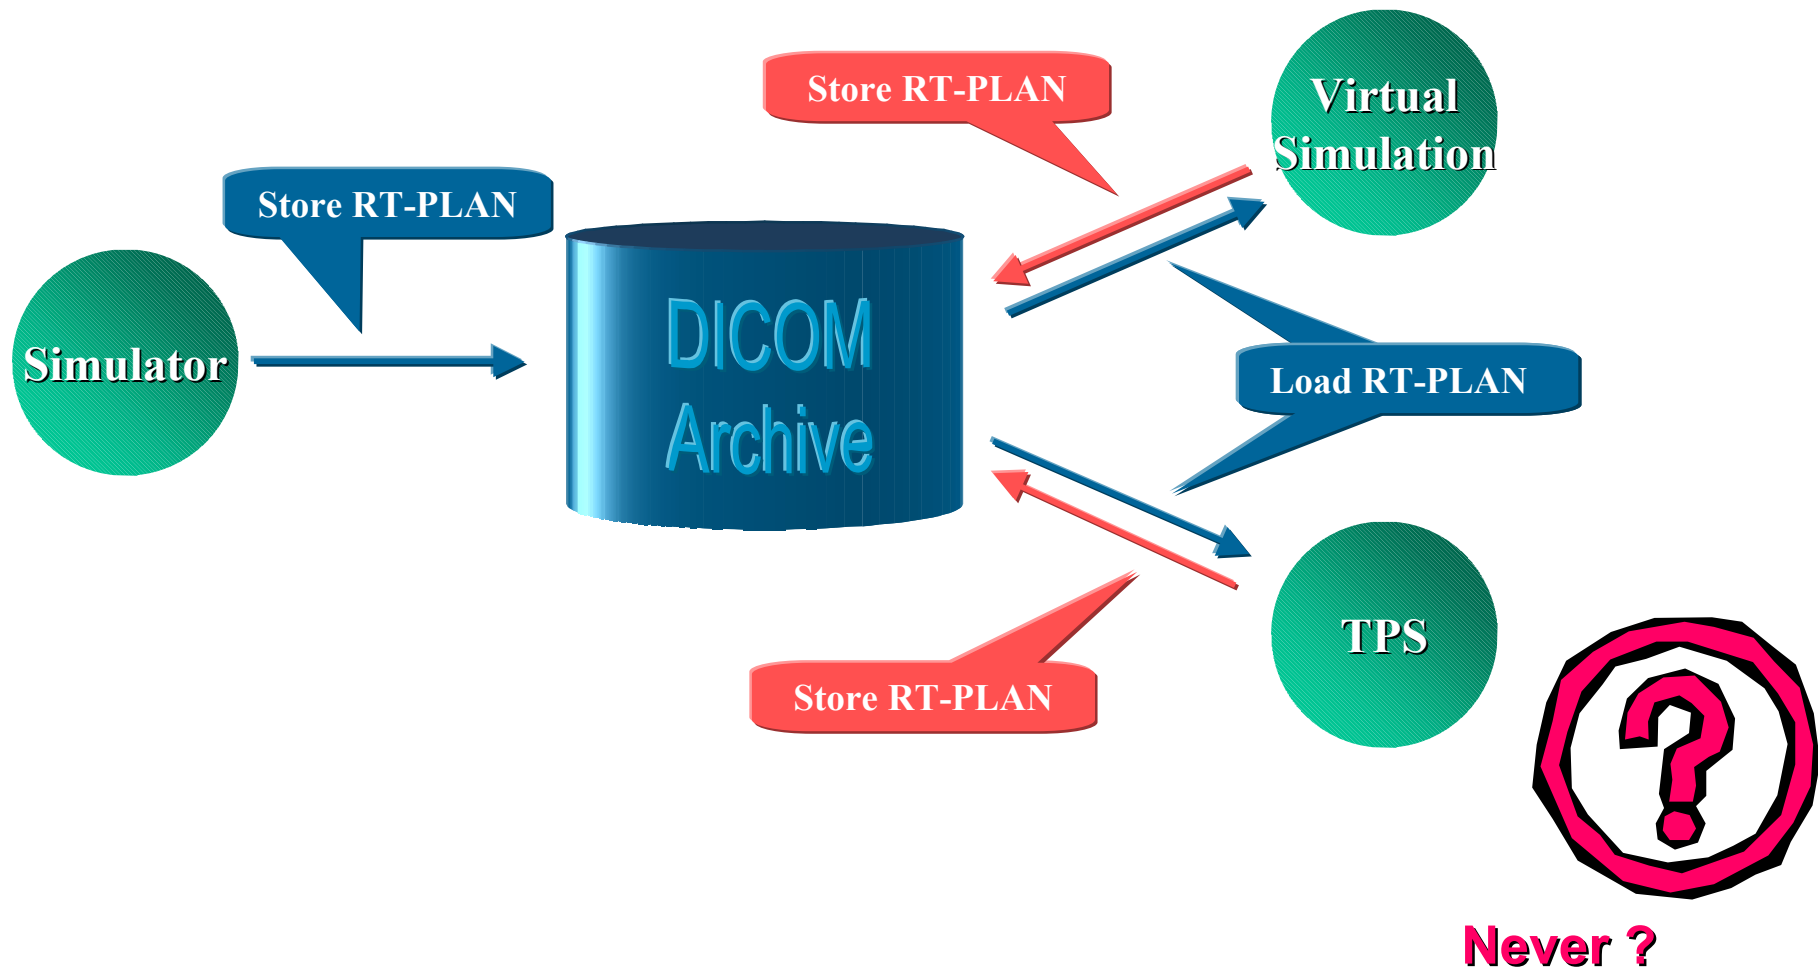 Store RT-PLAN
Virtual
Simulation
Store RT-PLAN
Simulator
DICOM
Archive
Load RT-PLAN
Store RT-PLAN
TPS
?
Never ?